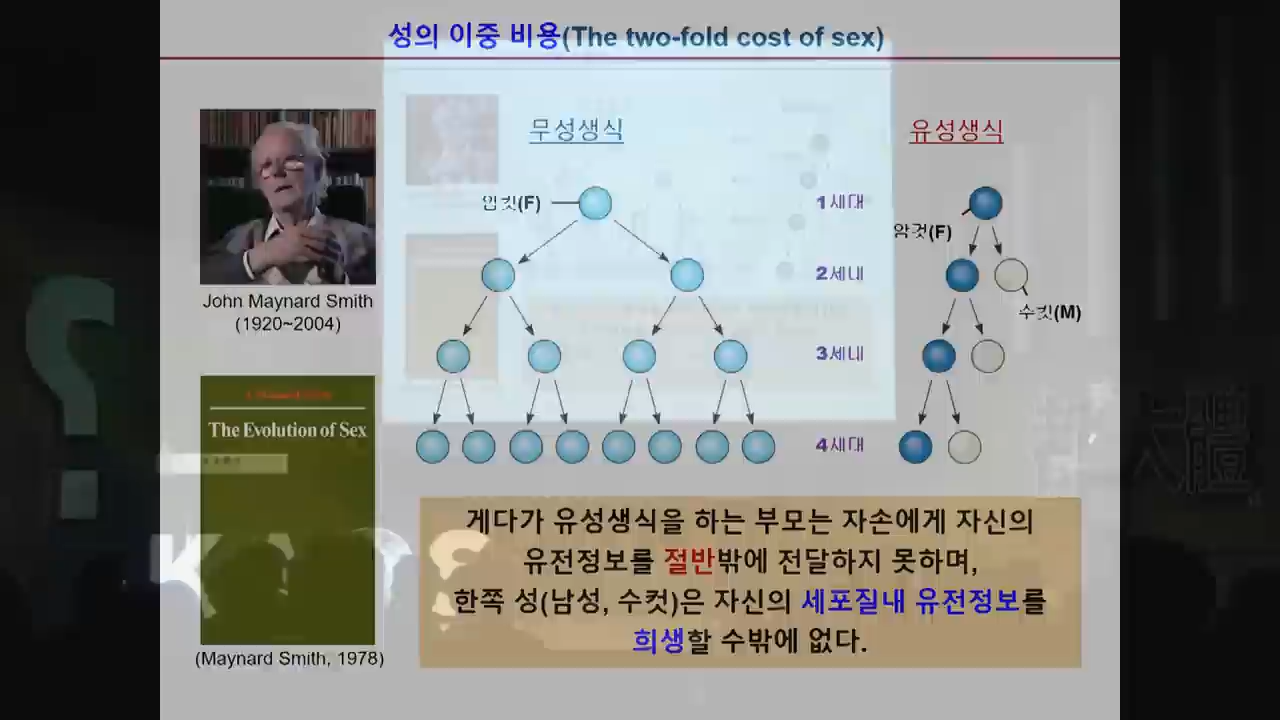 성의 이중 비용(The two-fold cost of sex)
무성생식
유성생식
암컷(F)
1세대
암컷(F)
2세대
수컷(M)
3세대
4세대
John Maynard Smith
(1920~2004)
The Evolution of Sex
(Maynard Smith, 1978)
게다가 유성생식을 하는 부모는 자손에게 자신의
유전정보를 절반밖에 전달하지 못하며,
한쪽 성(남성, 수컷)은 자신의 세포질내 유전정보를
희생할 수밖에 없다.